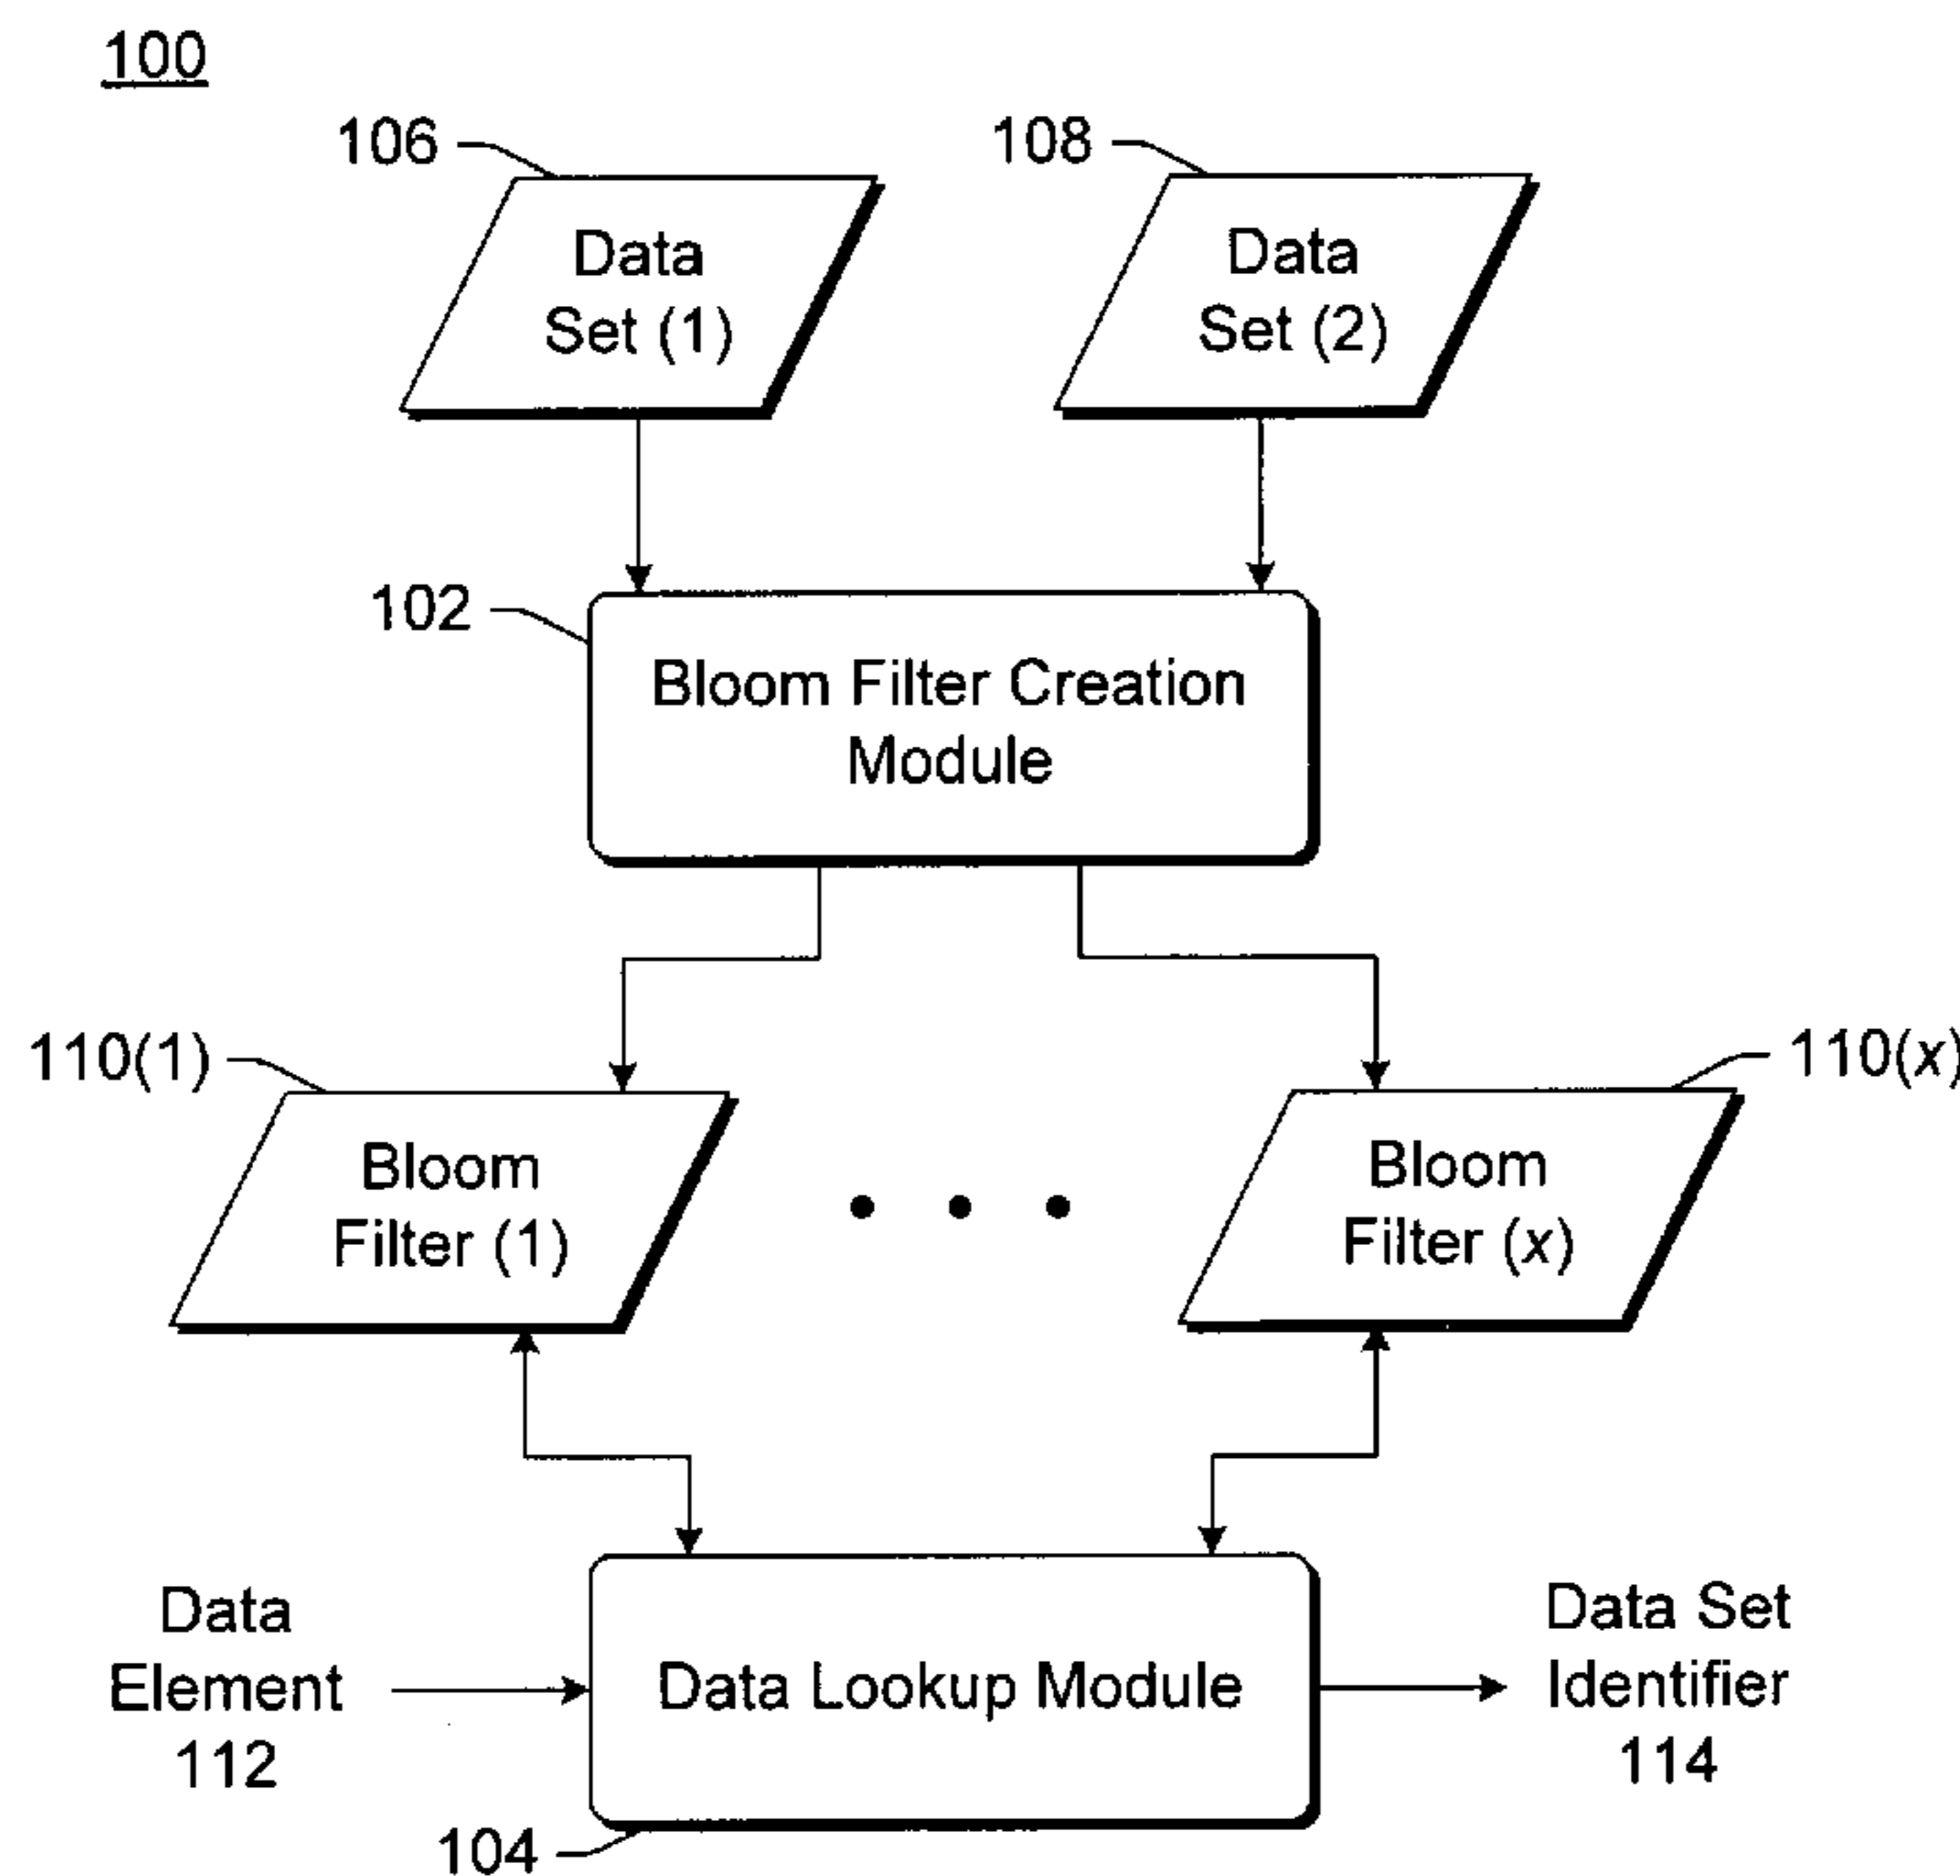 100
106
108
Data
Set (1)
Data
Set (2)
102
Bloom Filter Creation
Module
110(1)
110(x)
Bloom
Filter (1)
Bloom
Filter (x)
Data
Element
112
Data Lookup Module
Data Set
Identifier
114
104